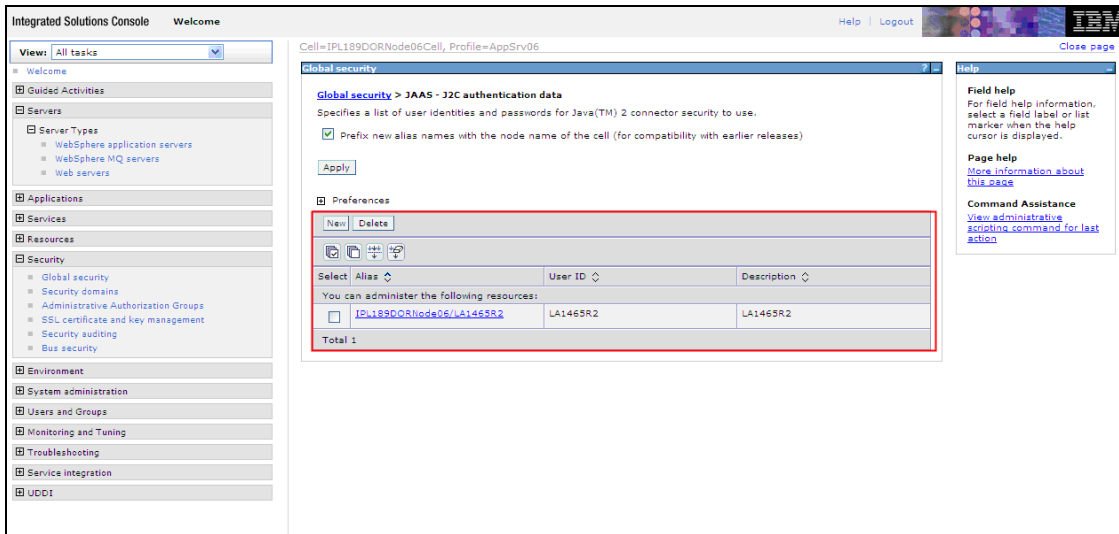 Integrated Solutions Console Welcome Help | Logout IBM
View: All tasks
Welcome
Guided Activities
Servers
Server Types
WebSphere application servers
WebSphere MQ servers
Web servers
Applications
Services
Resources
Security
Global security
Security domains
Administrative Authorization Groups
SSL certificate and key management
Security auditing
Bus security
Environment
System administration
Users and Groups
Monitoring and Tuning
Troubleshooting
Service integration
UDDI
Cell=IPL189DORNode06Cell, Profile=AppSrv06 Close page
Global security ? _
Global security > JAAS - J2C authentication data
Specifies a list of user identities and passwords for Java(TM) 2 connector security to use.
Prefix new alias names with the node name of the cell (for compatibility with earlier releases)
Apply
Preferences
New Delete
Select Alias User ID Description
You can administer the following resources:
IPL189DORNode06/LA1465R2 LA1465R2 LA1465R2
Total 1
Help _
Field help
For field help information,
select a field label or list
marker when the help
cursor is displayed.
Page help
More information about
this page
Command Assistance
View administrative
scripting command for last
action